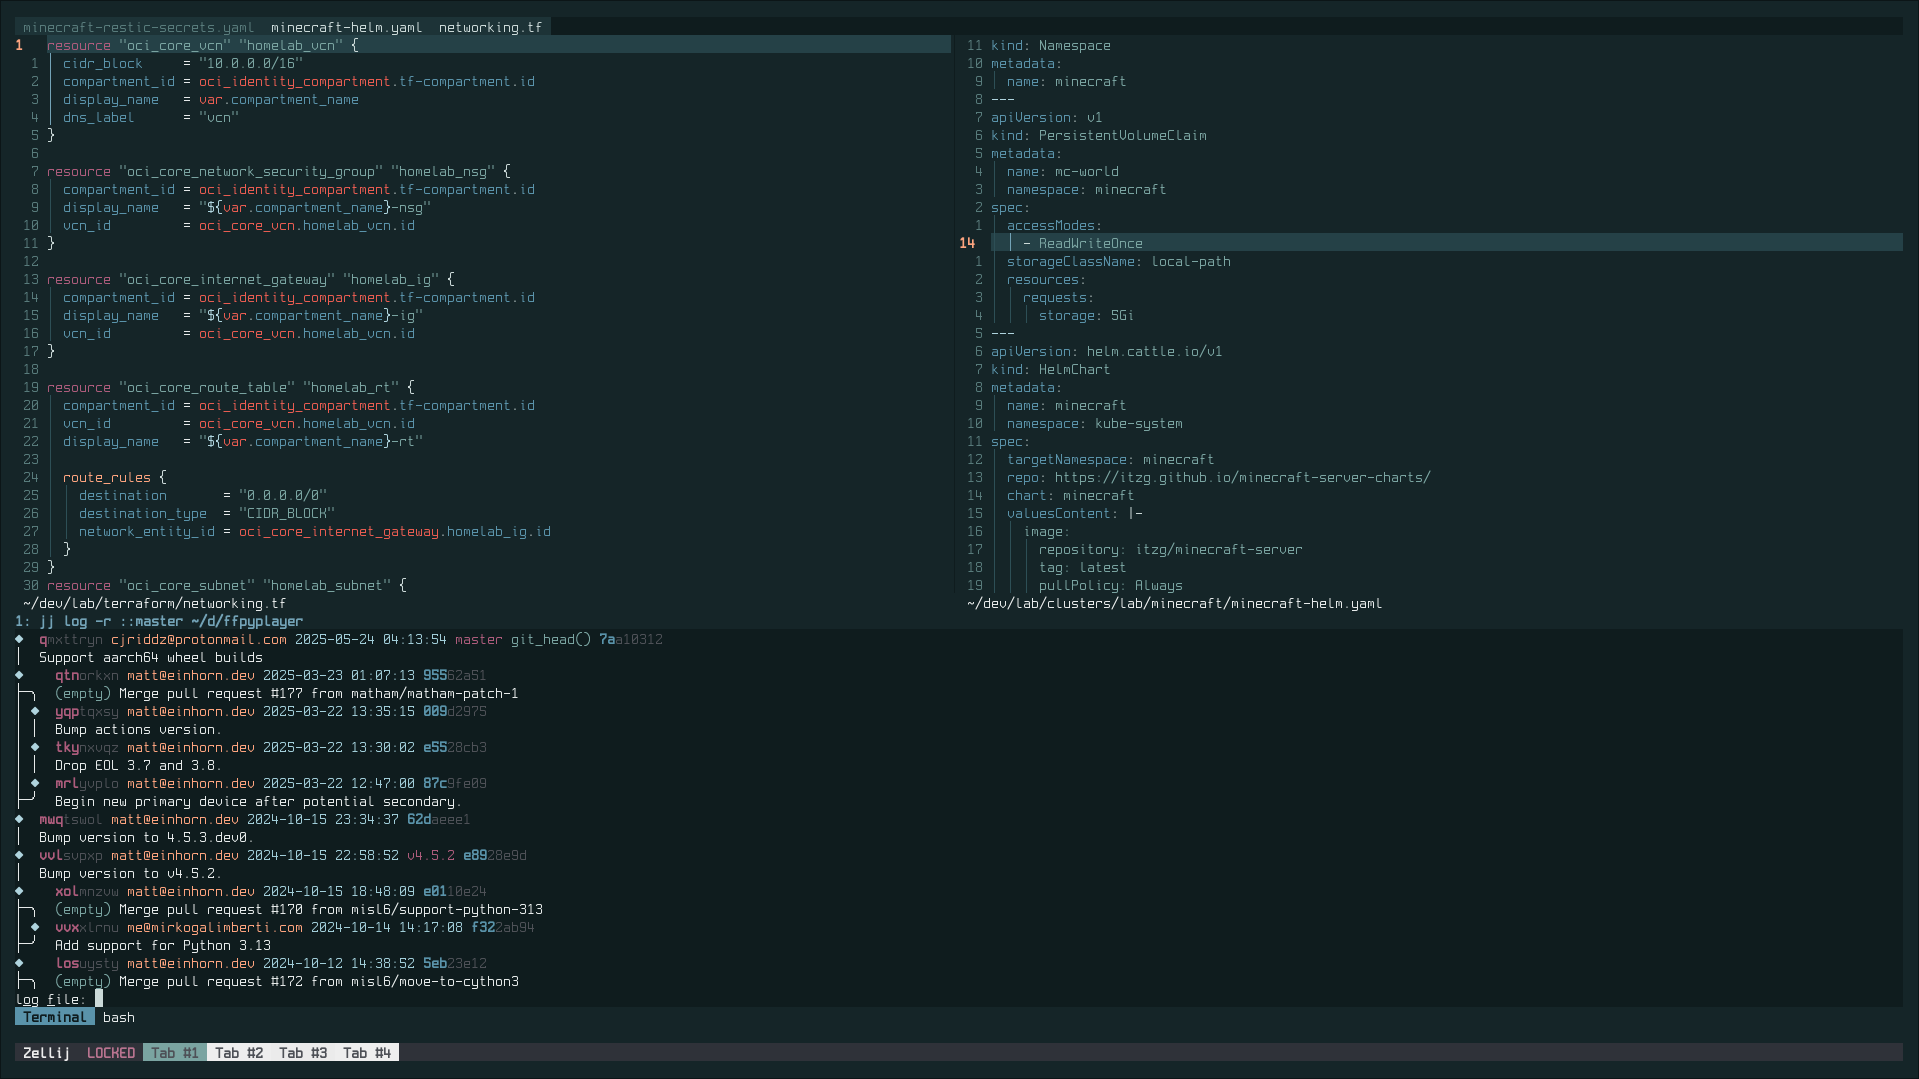 minecraft-restic-secrets.yaml  minecraft-helm.yaml  networking.tf
1   resource "oci_core_vcn" "homelab_vcn" {
  1   cidr_block     = "10.0.0.0/16"
  2   compartment_id = oci_identity_compartment.tf-compartment.id
  3   display_name   = var.compartment_name
  4   dns_label      = "vcn"
  5 }
  6
  7 resource "oci_core_network_security_group" "homelab_nsg" {
  8   compartment_id = oci_identity_compartment.tf-compartment.id
  9   display_name   = "${var.compartment_name}-nsg"
 10   vcn_id         = oci_core_vcn.homelab_vcn.id
 11 }
 12
 13 resource "oci_core_internet_gateway" "homelab_ig" {
 14   compartment_id = oci_identity_compartment.tf-compartment.id
 15   display_name   = "${var.compartment_name}-ig"
 16   vcn_id         = oci_core_vcn.homelab_vcn.id
 17 }
 18
 19 resource "oci_core_route_table" "homelab_rt" {
 20   compartment_id = oci_identity_compartment.tf-compartment.id
 21   vcn_id         = oci_core_vcn.homelab_vcn.id
 22   display_name   = "${var.compartment_name}-rt"
 23
 24   route_rules {
 25     destination       = "0.0.0.0/0"
 26     destination_type  = "CIDR_BLOCK"
 27     network_entity_id = oci_core_internet_gateway.homelab_ig.id
 28   }
 29 }
 30 resource "oci_core_subnet" "homelab_subnet" {
~/dev/lab/terraform/networking.tf
 11 kind: Namespace
 10 metadata:
  9   name: minecraft
  8 ---
  7 apiVersion: v1
  6 kind: PersistentVolumeClaim
  5 metadata:
  4   name: mc-world
  3   namespace: minecraft
  2 spec:
  1   accessModes:
14      - ReadWriteOnce
  1   storageClassName: local-path
  2   resources:
  3     requests:
  4       storage: 5Gi
  5 ---
  6 apiVersion: helm.cattle.io/v1
  7 kind: HelmChart
  8 metadata:
  9   name: minecraft
 10   namespace: kube-system
 11 spec:
 12   targetNamespace: minecraft
 13   repo: https://itzg.github.io/minecraft-server-charts/
 14   chart: minecraft
 15   valuesContent: |-
 16     image:
 17       repository: itzg/minecraft-server
 18       tag: latest
 19       pullPolicy: Always
~/dev/lab/clusters/lab/minecraft/minecraft-helm.yaml
1: jj log -r ::master ~/d/ffpyplayer
◆  qmxttryn cjriddz@protonmail.com 2025-05-24 04:13:54 master git_head() 7aa10312
│  Support aarch64 wheel builds
◆    qtnorkxn matt@einhorn.dev 2025-03-23 01:07:13 95562a51
├─╮  (empty) Merge pull request #177 from matham/matham-patch-1
│ ◆  yqptqxsy matt@einhorn.dev 2025-03-22 13:35:15 009d2975
│ │  Bump actions version.
│ ◆  tkynxvqz matt@einhorn.dev 2025-03-22 13:30:02 e5528cb3
│ │  Drop EOL 3.7 and 3.8.
│ ◆  mrlyvplo matt@einhorn.dev 2025-03-22 12:47:00 87c9fe09
├─╯  Begin new primary device after potential secondary.
◆  mwqtswol matt@einhorn.dev 2024-10-15 23:34:37 62daeee1
│  Bump version to 4.5.3.dev0.
◆  vvlsvpxp matt@einhorn.dev 2024-10-15 22:58:52 v4.5.2 e8928e9d
│  Bump version to v4.5.2.
◆    xolmnzvw matt@einhorn.dev 2024-10-15 18:48:09 e0110e24
├─╮  (empty) Merge pull request #170 from misl6/support-python-313
│ ◆  vvxxlrnu me@mirkogalimberti.com 2024-10-14 14:17:08 f322ab94
├─╯  Add support for Python 3.13
◆    losuysty matt@einhorn.dev 2024-10-12 14:38:52 5eb23e12
├─╮  (empty) Merge pull request #172 from misl6/move-to-cython3
log file:
Terminal  bash
Zellij  LOCKED  Tab #1  Tab #2  Tab #3  Tab #4